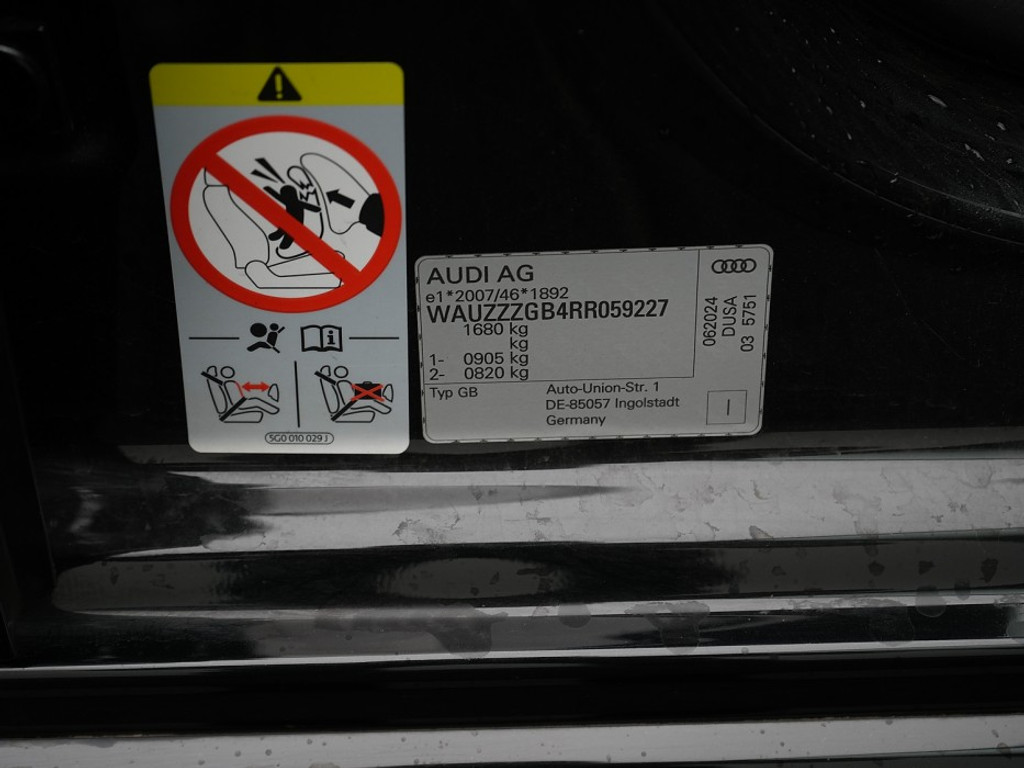 5G0 010 029 J
AUDI AG
e1*2007/46*1892
WAUZZZGB4RR059227
1680 kg
kg
1- 0905 kg
2- 0820 kg
Typ GB
Auto-Union-Str. 1
DE-85057 Ingolstadt
Germany
062024
DUSA
03 5751
I